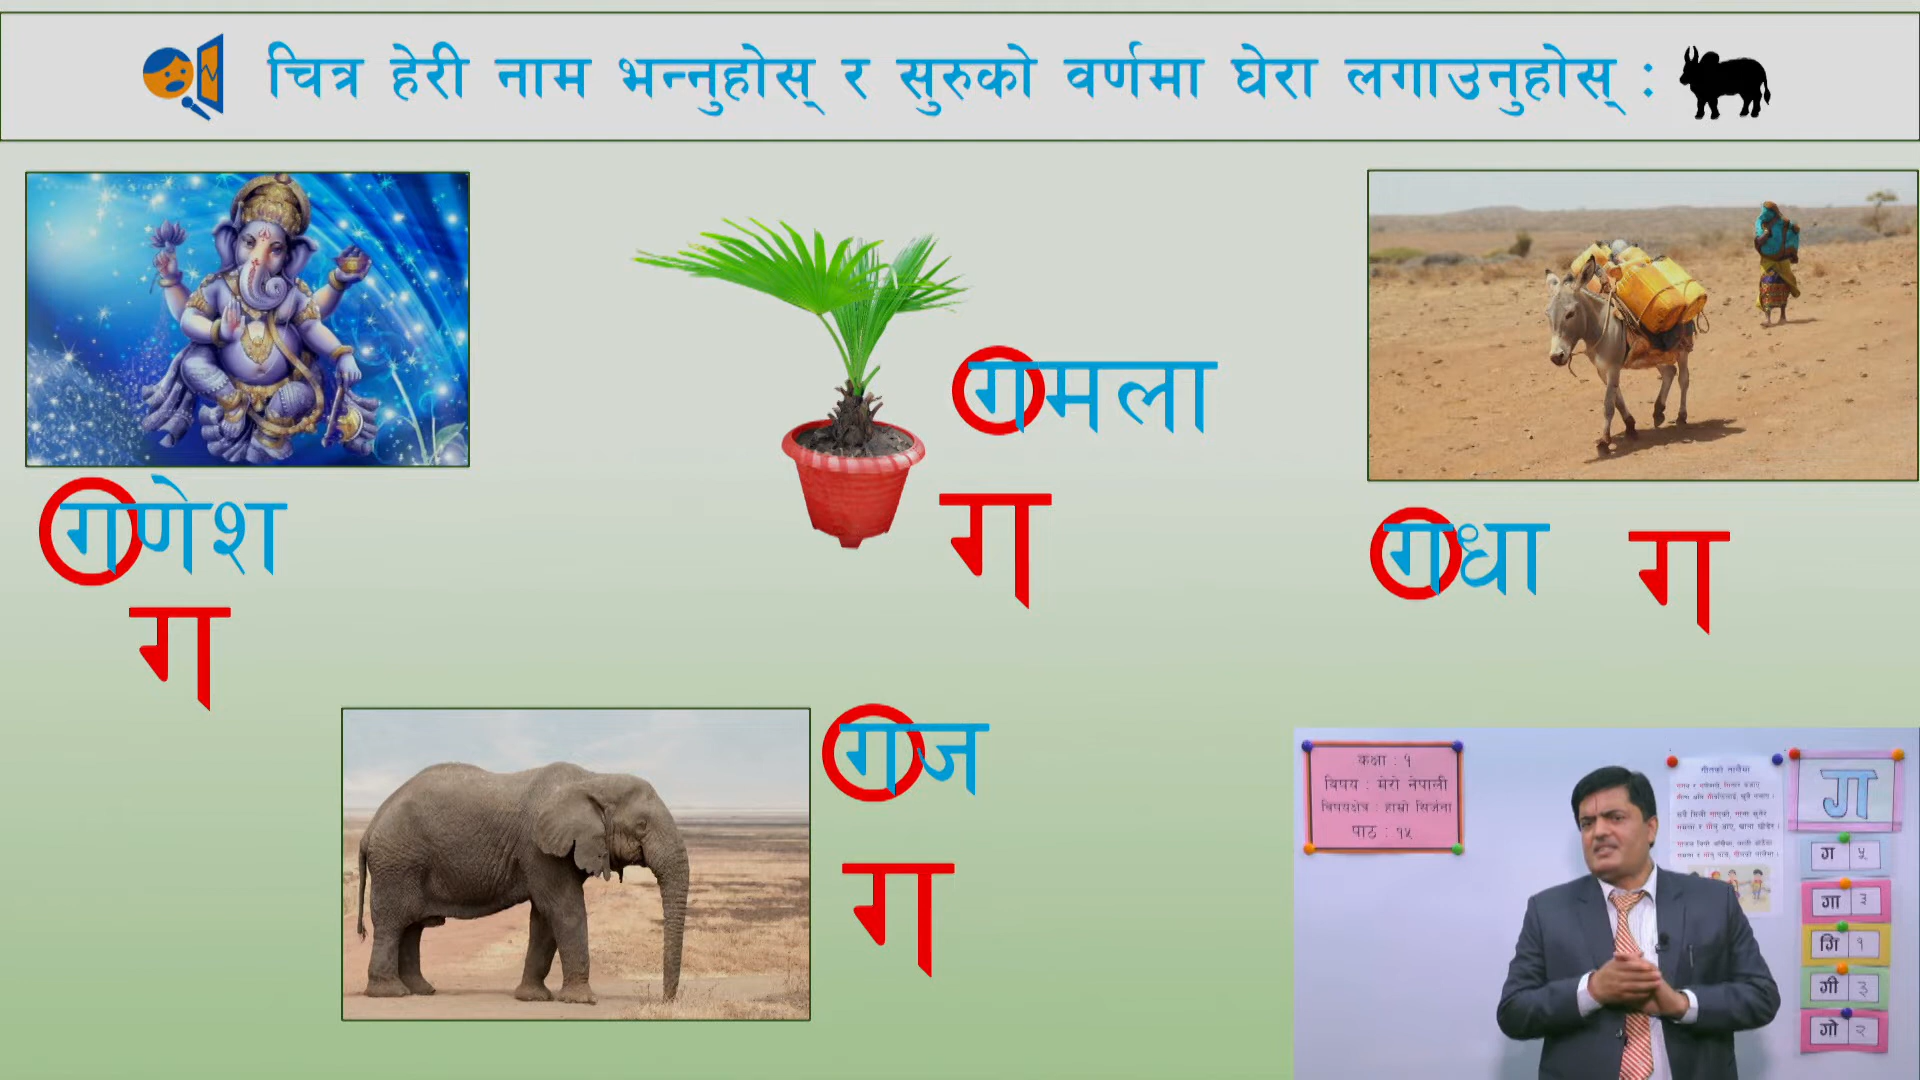 चित्र हेरी नाम भन्नुहोस् र सुरुको वर्णमा घेरा लगाउनुहोस् :
गमला
ग
गणेश
ग
गधा ग
गज
ग
कक्षा : १
विषय : मेरो नेपाली
विषयक्षेत्र : हाम्रो सिर्जना
पाठ : १५
ग
ग ५
गा ३
गि १
गी ३
गो २